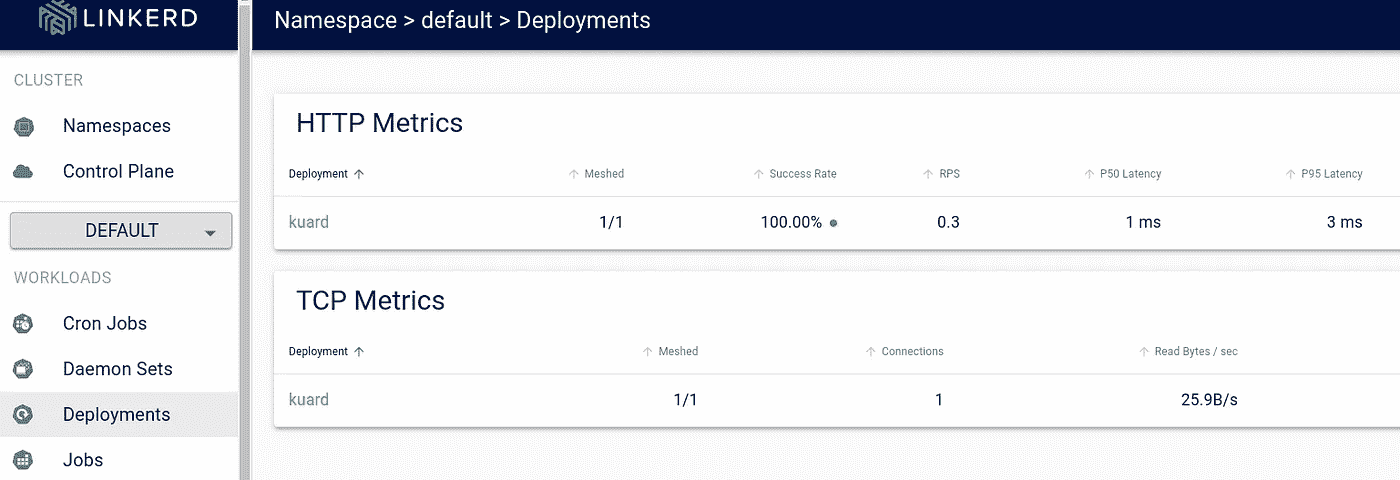 LINKERD
Namespace > default > Deployments
CLUSTER
Namespaces
Control Plane
DEFAULT
WORKLOADS
Cron Jobs
Daemon Sets
Deployments
Jobs
HTTP Metrics
Deployment ↑ ↑ Meshed ↑ Success Rate ↑ RPS ↑ P50 Latency ↑ P95 Latency
kuard 1/1 100.00% 0.3 1 ms 3 ms
TCP Metrics
Deployment ↑ ↑ Meshed ↑ Connections ↑ Read Bytes / sec
kuard 1/1 1 25.9B/s